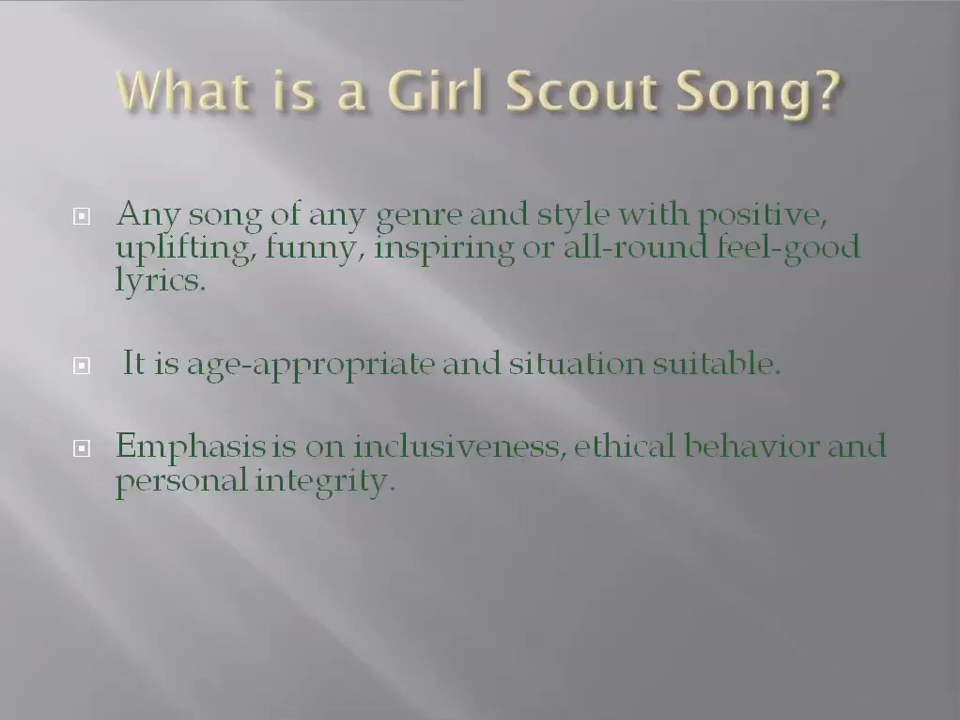 What is a Girl Scout Song?
Any song of any genre and style with positive,
uplifting, funny, inspiring or all-round feel-good
lyrics.
It is age-appropriate and situation suitable.
Emphasis is on inclusiveness, ethical behavior and
personal integrity.